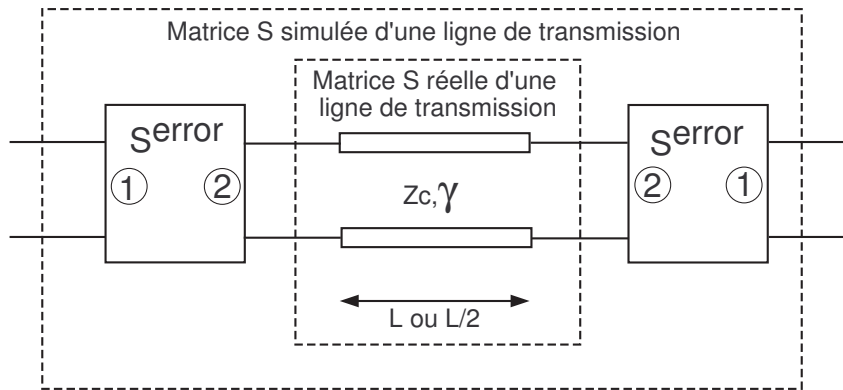 Matrice S simulée d'une ligne de transmission
Matrice S réelle d'une
ligne de transmission
Serror
Serror
1
2
Zc,γ
2
1
L ou L/2